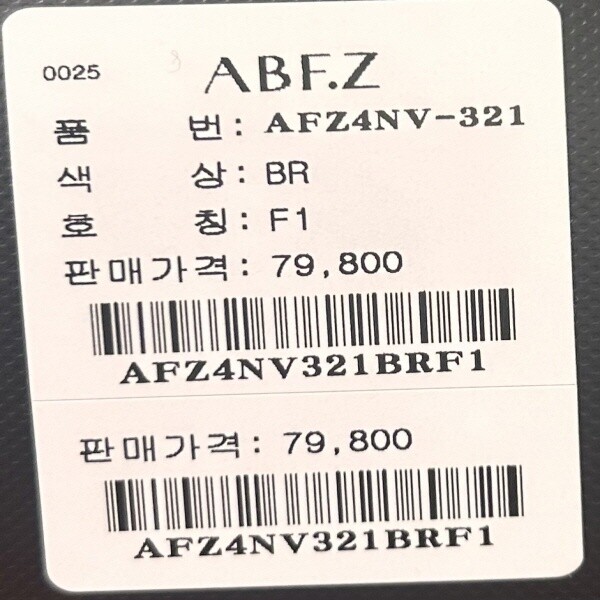 0025
ABF.Z
품 번: AFZ4NV-321
색 상: BR
호 칭: F1
판매가격: 79,800
AFZ4NV321BRF1
판매가격: 79,800
AFZ4NV321BRF1